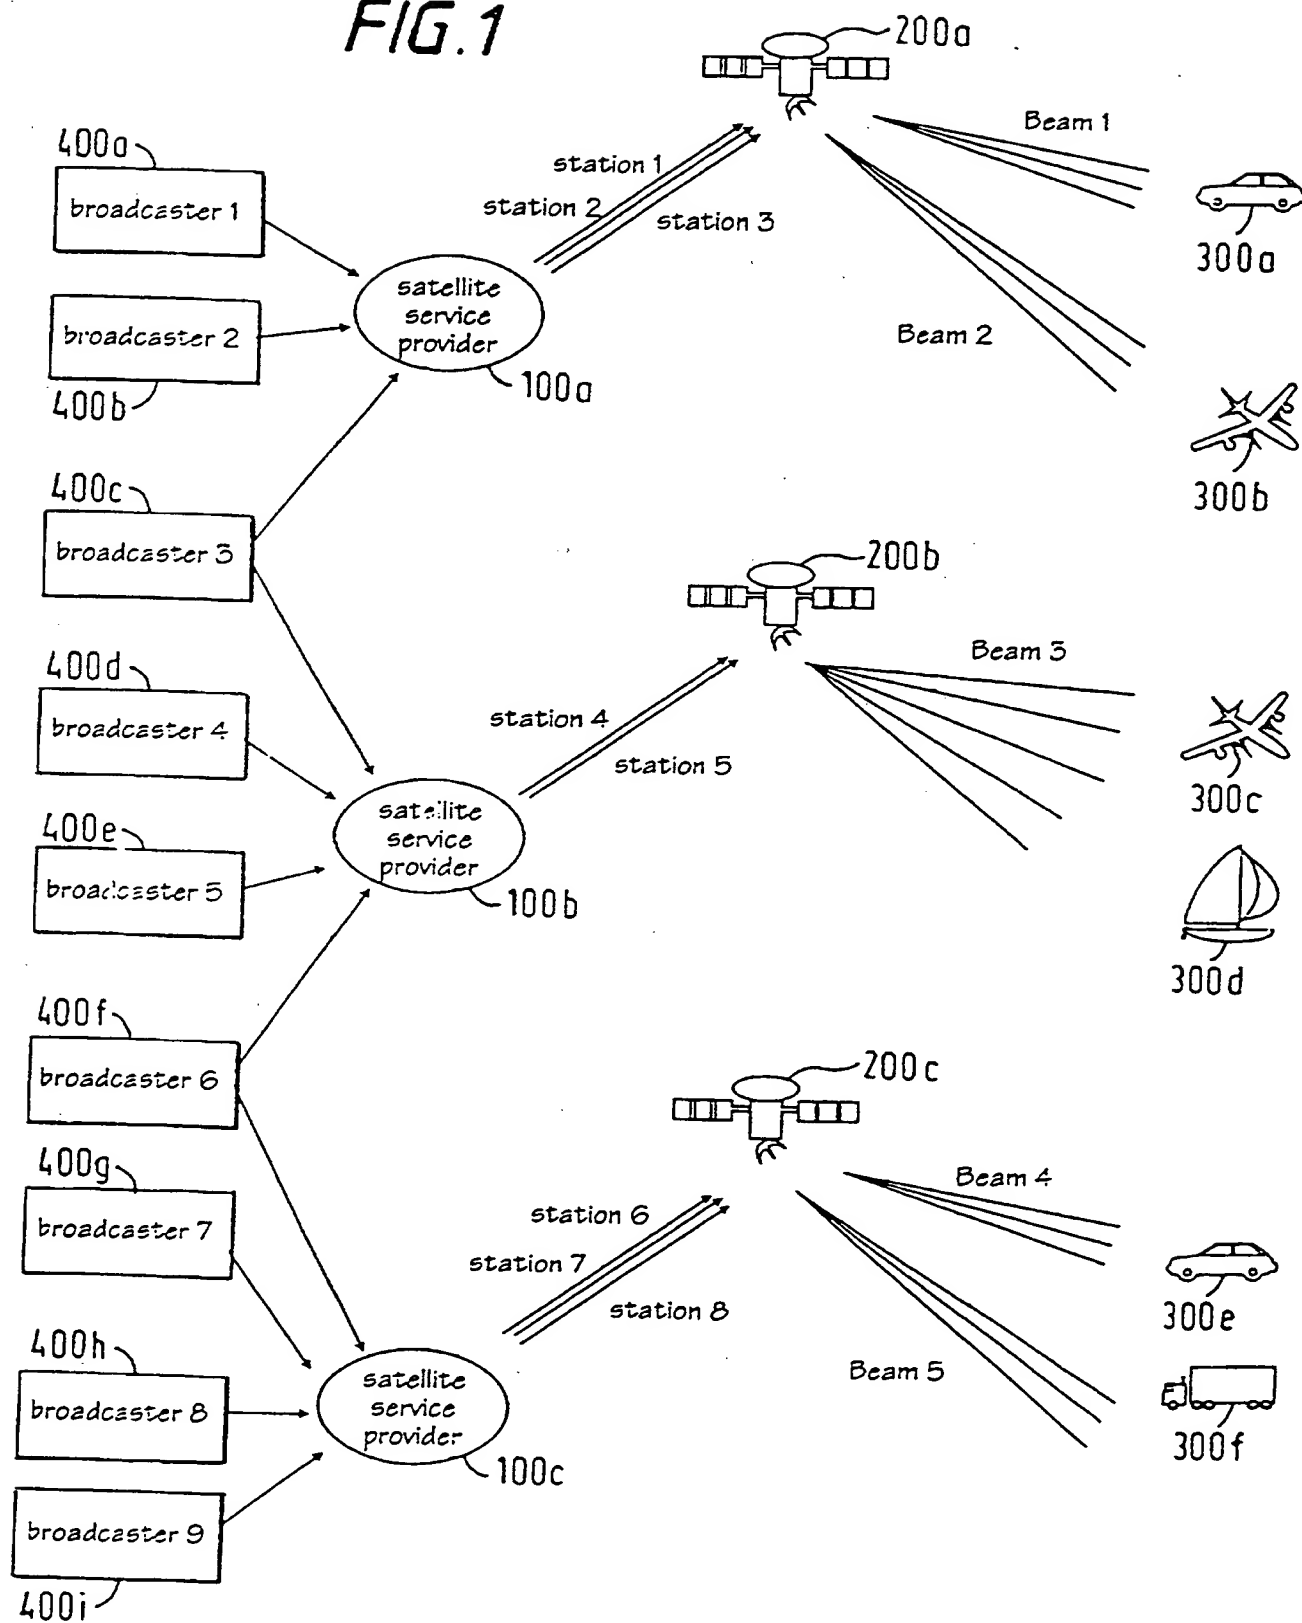 FIG.1
200a
Beam 1
400a
station 1
broadcaster 1
station 2
station 3
300a
satellite
service
provider
broadcaster 2
Beam 2
100a
400b
400c
300b
broadcaster 3
200b
Beam 3
400d
station 4
broadcaster 4
station 5
300c
satellite
service
provider
400e
broadcaster 5
100b
300d
400f
200c
broadcaster 6
400g
Beam 4
station 6
broadcaster 7
station 7
station 8
300e
400h
Beam 5
satellite
service
provider
broadcaster 8
300f
100c
broadcaster 9
400i